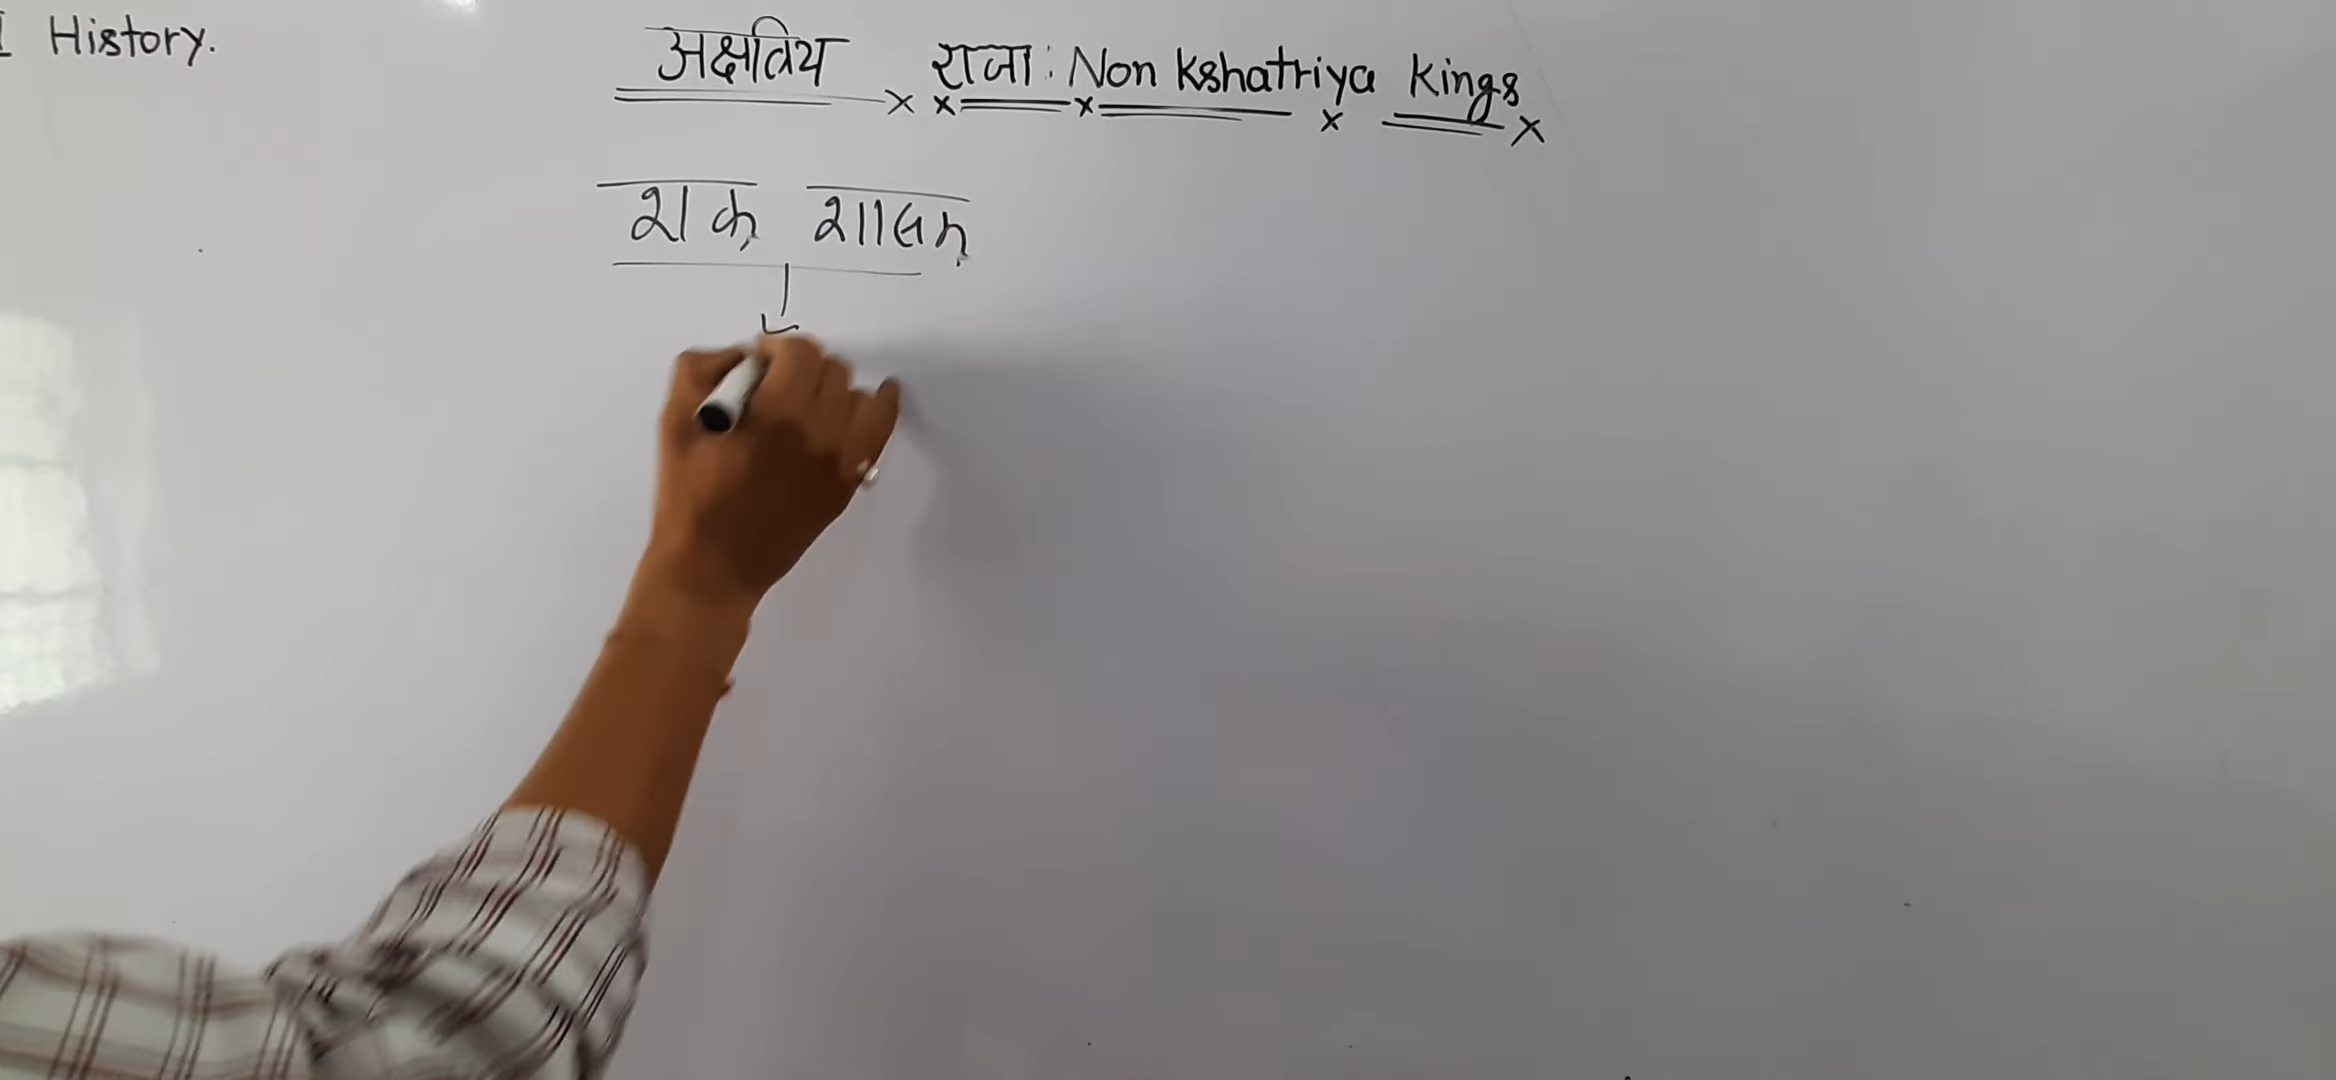 I History.
अक्षत्रिय राजा : Non Kshatriya Kings
शक शासन